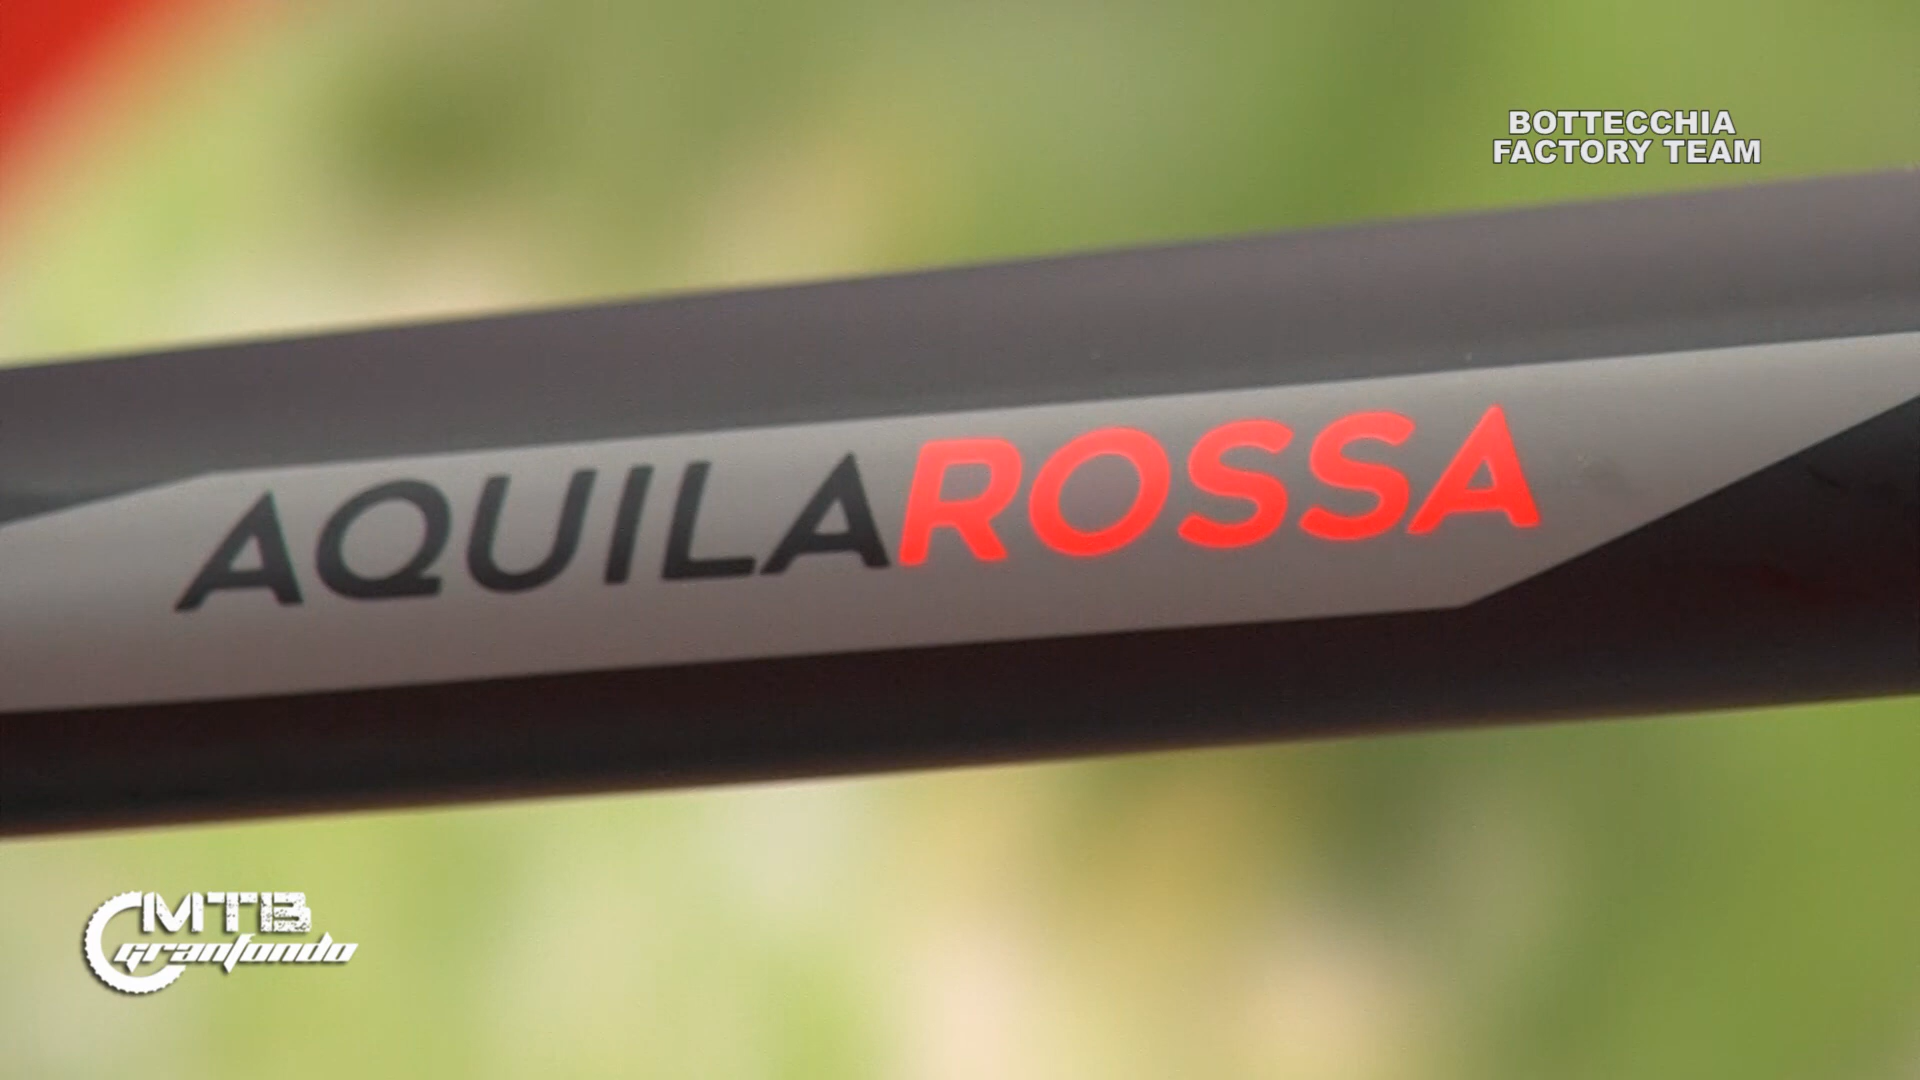 BOTTECCHIA
FACTORY TEAM
AQUILAROSSA
MTB
granfondo